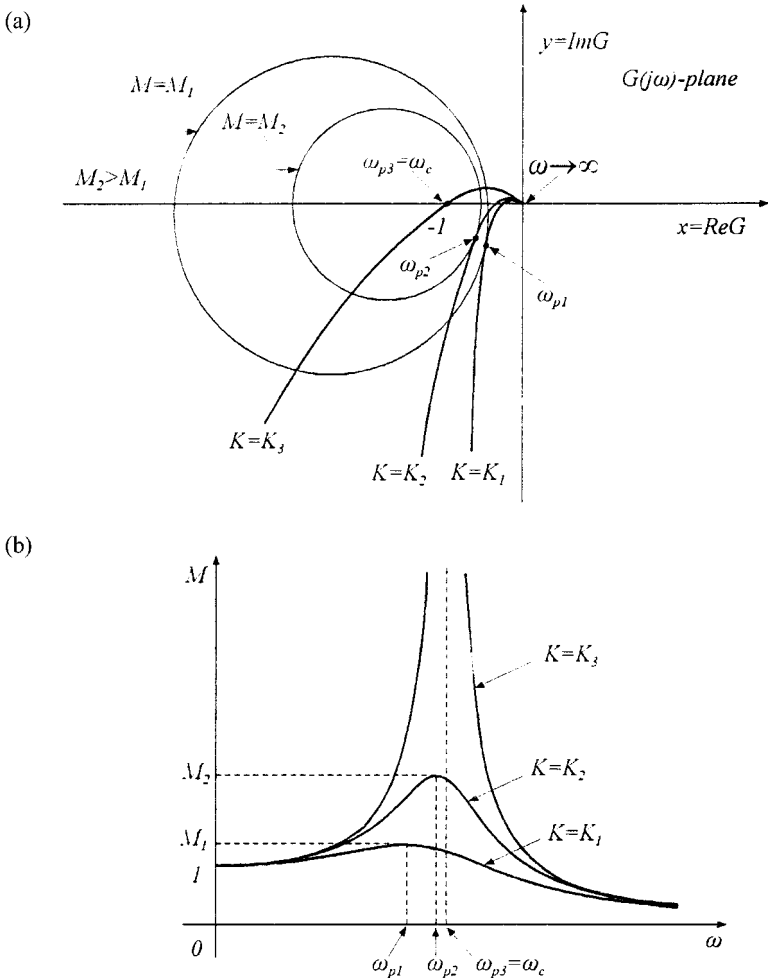 (a)
y=ImG
G(jω)-plane
M=M₁
M=M₂
ωp3=ωc
M₂>M₁
ω→∞
-1
x=ReG
ωp2
ωp1
K=K₃
K=K₂
K=K₁
(b)
M
K=K₃
M₂
K=K₂
M₁
K=K₁
1
0
ωp1
ωp2
ωp3=ωc
ω